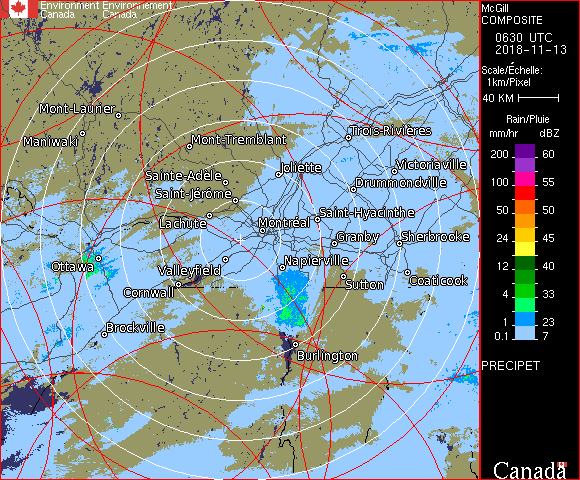 Environment Environnement
Canada Canada
McGill
COMPOSITE
0630 UTC
2018-11-13
Scale/Échelle:
1km/Pixel
40 KM
Rain/Pluie
mm/hr dBZ
200 60
100 55
50 50
24 45
12 40
4 33
1 23
0.1 7
PRECIPET
Canada
Mont-Laurier
Maniwaki
Mont-Tremblant
Trois-Rivières
Joliette
Victoriaville
Sainte-Adèle
Drummondville
Saint-Jérôme
Saint-Hyacinthe
Lachute
Montréal
Granby
Sherbrooke
Ottawa
Valleyfield
Napierville
Coaticook
Cornwall
Sutton
Brockville
Burlington